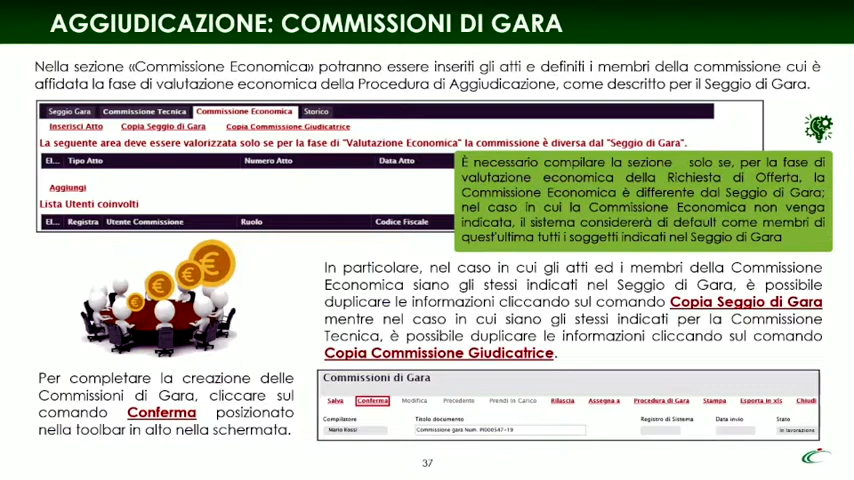 AGGIUDICAZIONE: COMMISSIONI DI GARA
Nella sezione «Commissione Economica» potranno essere inseriti gli atti e definiti i membri della commissione cui è
affidata la fase di valutazione economica della Procedura di Aggiudicazione, come descritto per il Seggio di Gara.
Seggio Gara Commissione Tecnica Commissione Economica Storico
Inserisci Atto Copia Seggio di Gara Copia Commissione Giudicatrice
La seguente area deve essere valorizzata solo se per la fase di "Valutazione Economica" la commissione è diversa dal "Seggio di Gara".
El... Tipo Atto Numero Atto Data Atto
Aggiungi
Lista Utenti coinvolti
El... Registra Utente Commissione Ruolo Codice Fiscale
È necessario compilare la sezione solo se, per la fase di
valutazione economica della Richiesta di Offerta, la
Commissione Economica è differente dal Seggio di Gara;
nel caso in cui la Commissione Economica non venga
indicata, il sistema considererà di default come membri di
quest'ultima tutti i soggetti indicati nel Seggio di Gara
In particolare, nel caso in cui gli atti ed i membri della Commissione
Economica siano gli stessi indicati nel Seggio di Gara, è possibile
duplicare le informazioni cliccando sul comando Copia Seggio di Gara
mentre nel caso in cui siano gli stessi indicati per la Commissione
Tecnica, è possibile duplicare le informazioni cliccando sul comando
Copia Commissione Giudicatrice.
Per completare la creazione delle
Commissioni di Gara, cliccare sul
comando Conferma posizionato
nella toolbar in alto nella schermata.
Commissioni di Gara
Salva Conferma Modifica Precedente Prendi In Carico Rilascia Assegna a Procedura di Gara Stampa Esporta in xls Chiudi
Compilatore Titolo documento Registro di Sistema Data invio Stato
Mario Rossi Commissione gara Num. PI000547-19 In lavorazione
37